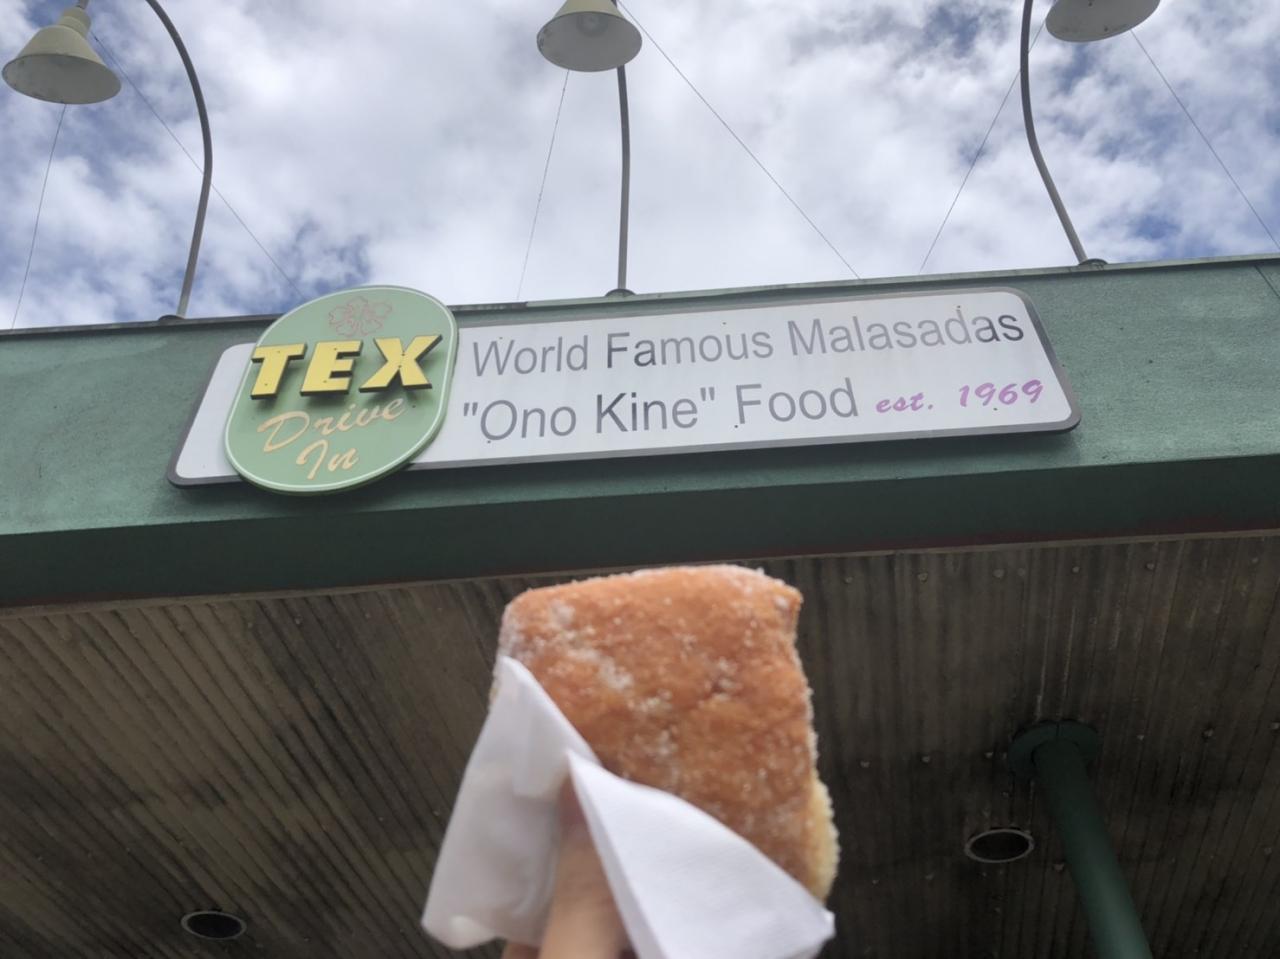 TEX
Drive
In
World Famous Malasadas
"Ono Kine" Food est. 1969